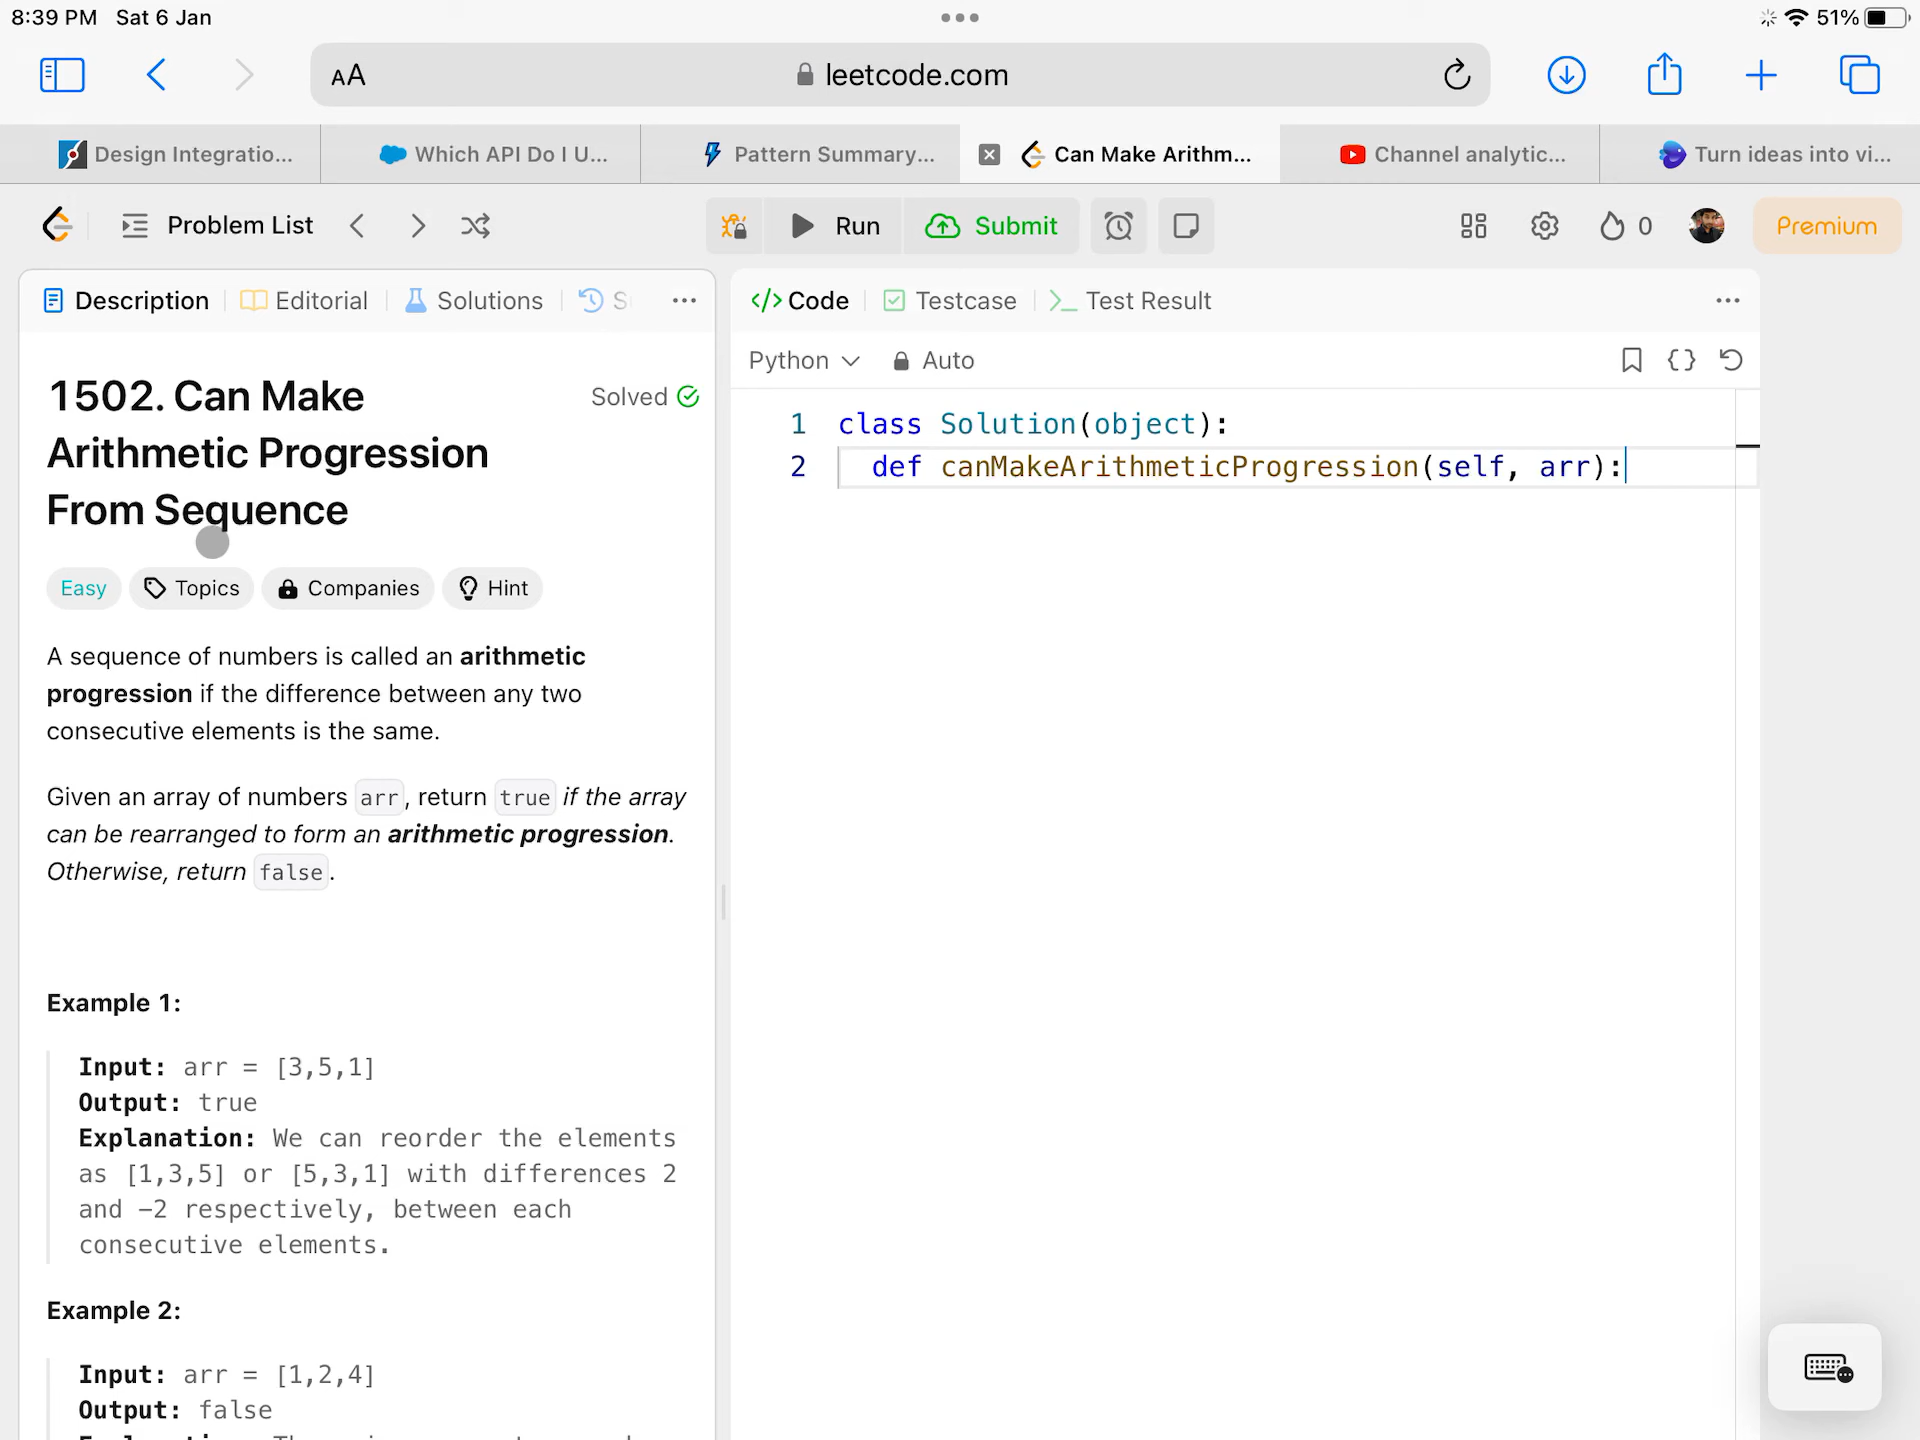 8:39 PM Sat 6 Jan
51%
AA leetcode.com
Design Integratio...
Which API Do I U...
Pattern Summary...
Can Make Arithm...
Channel analytic...
Turn ideas into vi...
Problem List
Run
Submit
0
Premium
Description
Editorial
Solutions
S
1502. Can Make
Arithmetic Progression
From Sequence
Solved
Easy
Topics
Companies
Hint
A sequence of numbers is called an arithmetic
progression if the difference between any two
consecutive elements is the same.
Given an array of numbers arr, return true if the array
can be rearranged to form an arithmetic progression.
Otherwise, return false.
Example 1:
Input: arr = [3,5,1]
Output: true
Explanation: We can reorder the elements
as [1,3,5] or [5,3,1] with differences 2
and -2 respectively, between each
consecutive elements.
Example 2:
Input: arr = [1,2,4]
Output: false
</> Code
Testcase
Test Result
Python
Auto
1 class Solution(object):
2 def canMakeArithmeticProgression(self, arr):